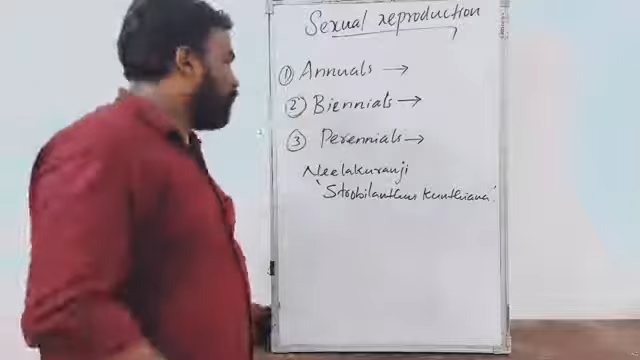 Sexual reproduction
① Annuals →
② Biennials →
③ Perennials →
Neelakuranji
'Strobilanthus Kunthiana'.